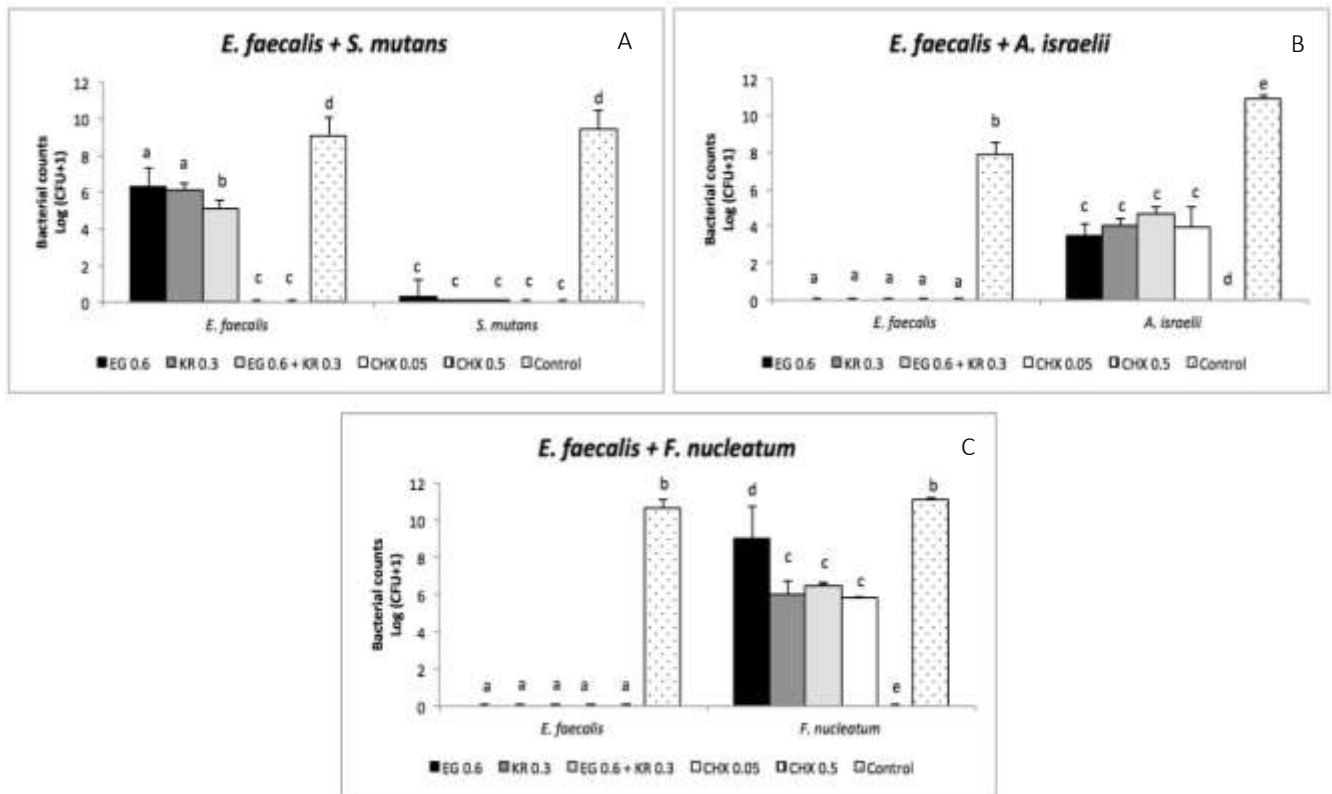 E. faecalis + S. mutans
A
Bacterial counts
Log (CFU+1)
12
10
8
6
4
2
0
a
a
b
c
c
d
c
c
c
c
c
d
E. faecalis
S. mutans
EG 0.6
KR 0.3
EG 0.6 + KR 0.3
CHX 0.05
CHX 0.5
Control
E. faecalis + A. israelii
B
Bacterial counts
Log (CFU+1)
12
10
8
6
4
2
0
a
a
a
a
a
b
c
c
c
c
d
e
E. faecalis
A. israelii
EG 0.6
KR 0.3
EG 0.6 + KR 0.3
CHX 0.05
CHX 0.5
Control
E. faecalis + F. nucleatum
C
Bacterial counts
Log (CFU+1)
12
10
8
6
4
2
0
a
a
a
a
a
b
d
c
c
c
e
b
E. faecalis
F. nucleatum
EG 0.6
KR 0.3
EG 0.6 + KR 0.3
CHX 0.05
CHX 0.5
Control